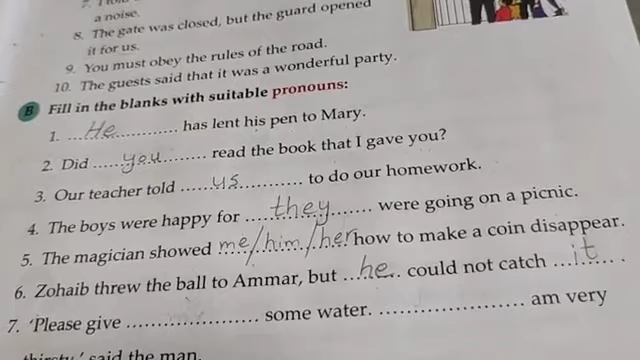 a noise.
8. The gate was closed, but the guard opened
it for us.
9. You must obey the rules of the road.
10. The guests said that it was a wonderful party.
B Fill in the blanks with suitable pronouns:
1. ....He............. has lent his pen to Mary.
2. Did ......you......... read the book that I gave you?
3. Our teacher told ......us............ to do our homework.
4. The boys were happy for ....they....... were going on a picnic.
5. The magician showed me/him/her how to make a coin disappear.
6. Zohaib threw the ball to Ammar, but ...he... could not catch ...it.... .
7. 'Please give ...................... some water. ........................ am very
thirsty,' said the man.